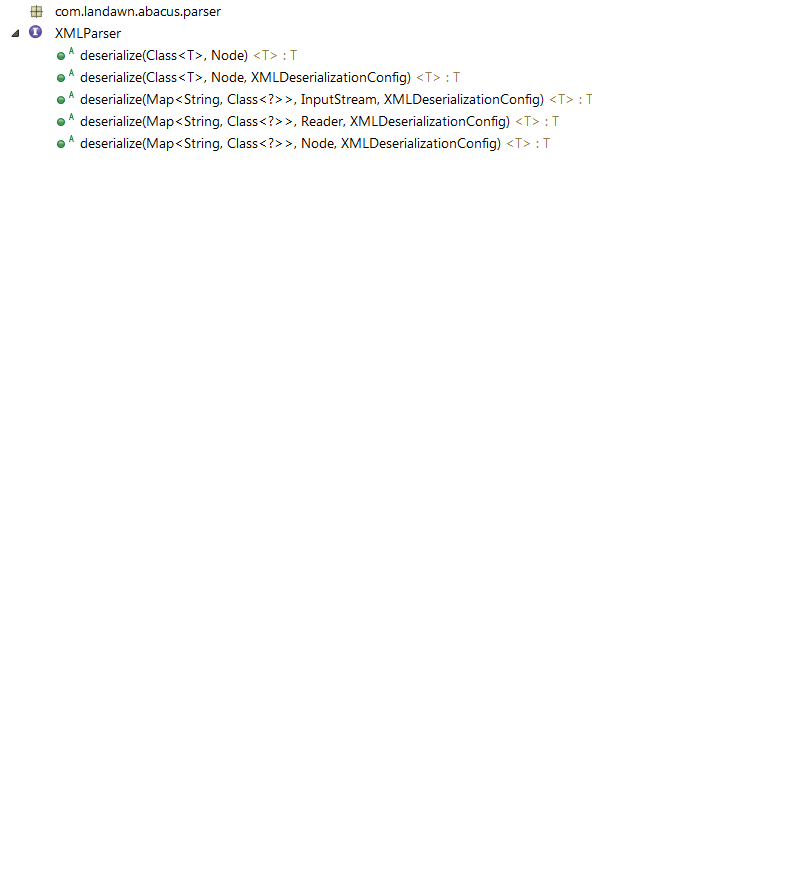 com.landawn.abacus.parser
I XMLParser
A deserialize(Class<T>, Node) <T> : T
A deserialize(Class<T>, Node, XMLDeserializationConfig) <T> : T
A deserialize(Map<String, Class<?>>, InputStream, XMLDeserializationConfig) <T> : T
A deserialize(Map<String, Class<?>>, Reader, XMLDeserializationConfig) <T> : T
A deserialize(Map<String, Class<?>>, Node, XMLDeserializationConfig) <T> : T